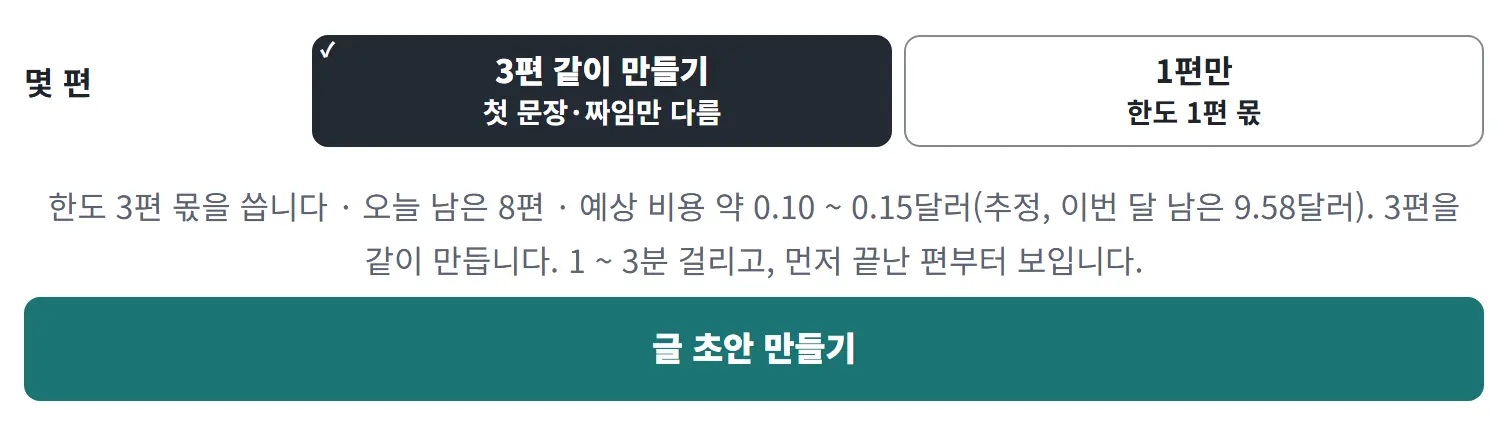 몇 편
✓
3편 같이 만들기
첫 문장·짜임만 다름
1편만
한도 1편 몫
한도 3편 몫을 씁니다 · 오늘 남은 8편 · 예상 비용 약 0.10 ~ 0.15달러(추정, 이번 달 남은 9.58달러). 3편을
같이 만듭니다. 1 ~ 3분 걸리고, 먼저 끝난 편부터 보입니다.
글 초안 만들기